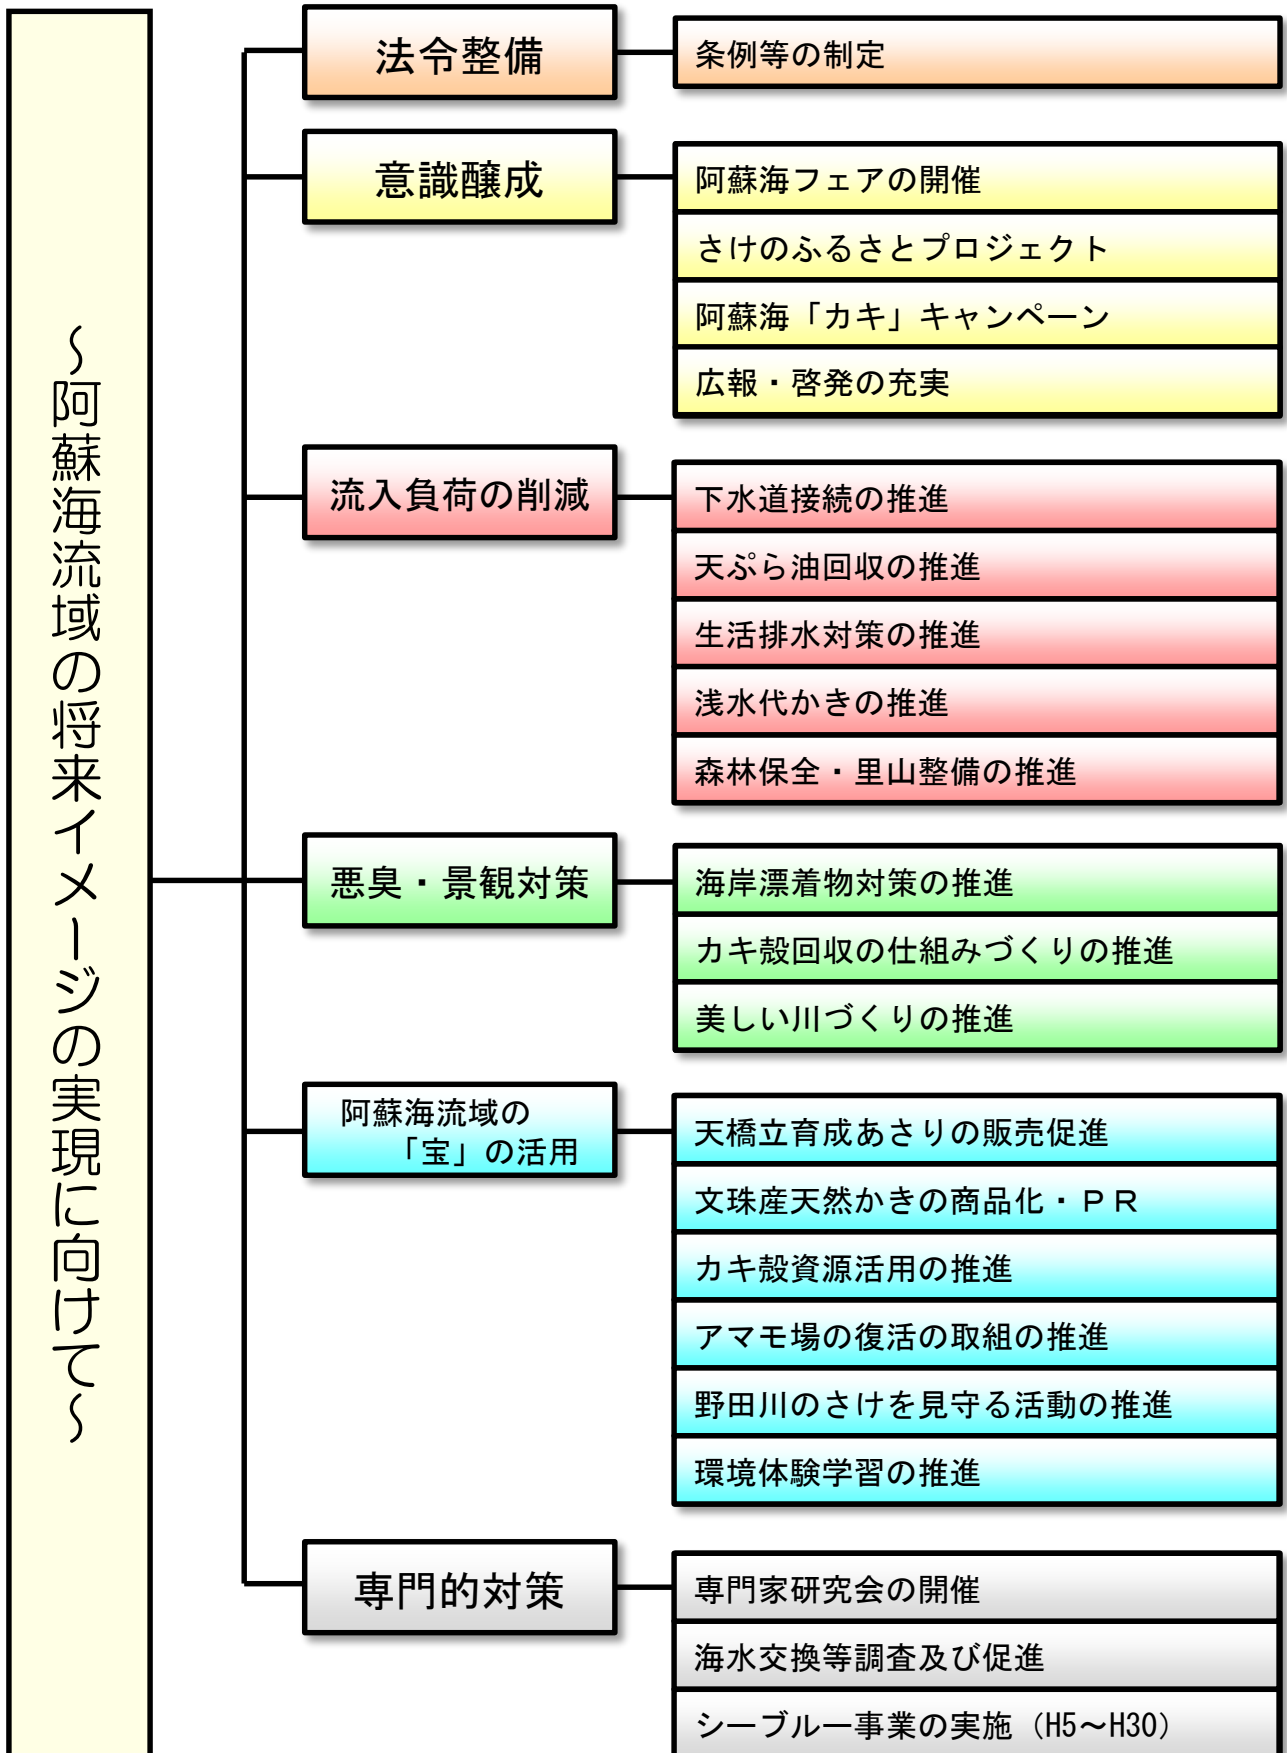 ～阿蘇海流域の将来イメージの実現に向けて～
法令整備
条例等の制定
意識醸成
阿蘇海フェアの開催
さけのふるさとプロジェクト
阿蘇海「カキ」キャンペーン
広報・啓発の充実
流入負荷の削減
下水道接続の推進
天ぷら油回収の推進
生活排水対策の推進
浅水代かきの推進
森林保全・里山整備の推進
悪臭・景観対策
海岸漂着物対策の推進
カキ殻回収の仕組みづくりの推進
美しい川づくりの推進
阿蘇海流域の
「宝」の活用
天橋立育成あさりの販売促進
文珠産天然かきの商品化・ＰＲ
カキ殻資源活用の推進
アマモ場の復活の取組の推進
野田川のさけを見守る活動の推進
環境体験学習の推進
専門的対策
専門家研究会の開催
海水交換等調査及び促進
シーブルー事業の実施（H5～H30）